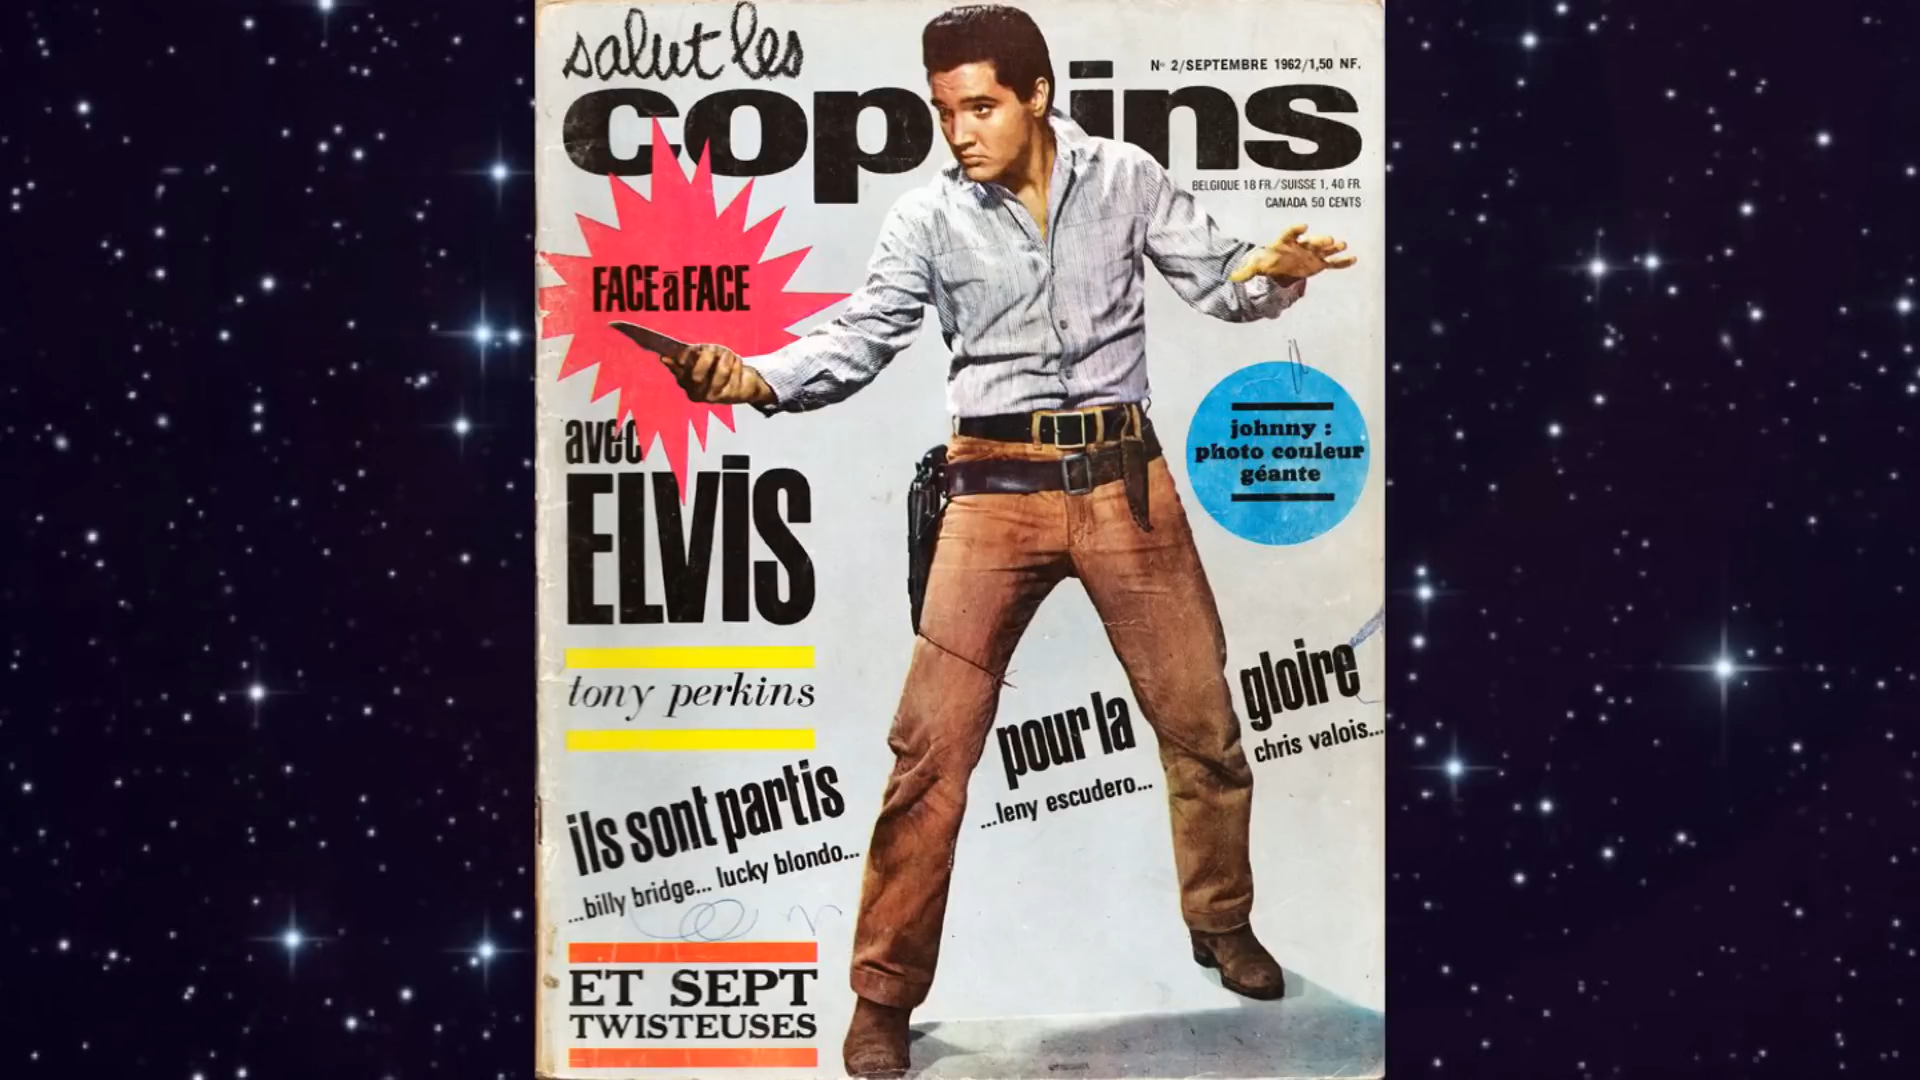 salut les
copains
N° 2/SEPTEMBRE 1962/1,50 NF.
BELGIQUE 18 FR./SUISSE 1, 40 FR.
CANADA 50 CENTS
FACE à FACE
avec
ELVIS
johnny :
photo couleur
géante
tony perkins
ils sont partis
...billy bridge... lucky blondo...
pour la
...leny escudero...
gloire
chris valois...
ET SEPT
TWISTEUSES